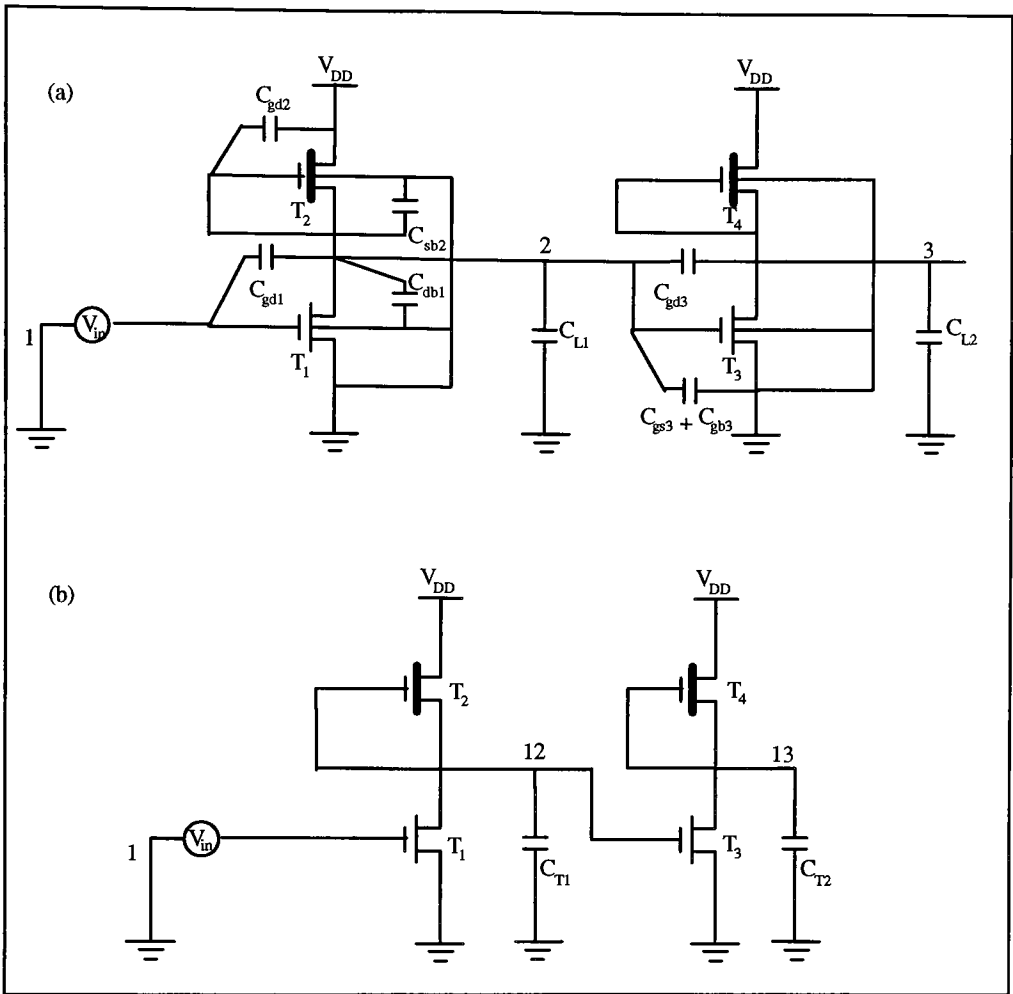 (a)
V_DD
V_DD
C_gd2
T_2
T_4
C_sb2
2
3
C_gd1
C_db1
C_gd3
1
V_in
T_1
C_L1
T_3
C_L2
C_gs3 + C_gb3
(b)
V_DD
V_DD
T_2
T_4
12
13
1
V_in
T_1
T_3
C_T1
C_T2